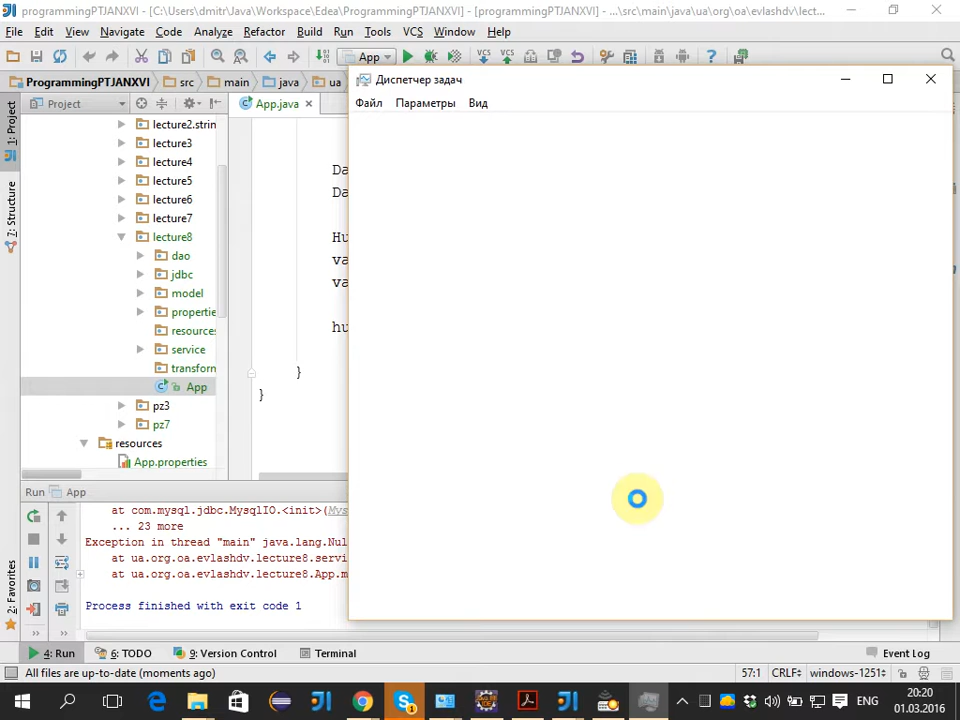 programmingPTJANXVI - [C:\Users\dmitr\Java\Workspace\Edea\ProgrammingPTJANXVI] - [programmingPTJANXVI] - ...\src\main\java\ua\org\oa\evlashdv\lect...
File Edit View Navigate Code Analyze Refactor Build Run Tools VCS Window Help
App VCS VCS
ProgrammingPTJANXVI src main java ua
Диспетчер задач
Файл Параметры Вид
1: Project
7: Structure
2: Favorites
Project
App.java
lecture2.strin
lecture3
lecture4
lecture5
lecture6
lecture7
lecture8
dao
jdbc
model
propertie
resources
service
transform
App
pz3
pz7
resources
App.properties
Da
Da
Hu
va
va
hu
}
}
Run App
at com.mysql.jdbc.MysqlIO.<init>(Mys
... 23 more
Exception in thread "main" java.lang.Nul
at ua.org.oa.evlashdv.lecture8.servi
at ua.org.oa.evlashdv.lecture8.App.m
Process finished with exit code 1
4: Run 6: TODO 9: Version Control Terminal Event Log
All files are up-to-date (moments ago) 57:1 CRLF÷ windows-1251÷
ENG
20:20
01.03.2016